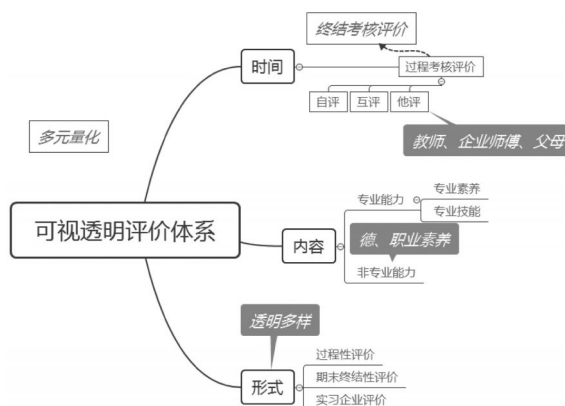 终结考核评价
时间
过程考核评价
自评
互评
他评
教师、企业师傅、父母
多元量化
可视透明评价体系
内容
专业能力
专业素养
专业技能
德、职业素养
非专业能力
透明多样
形式
过程性评价
期末终结性评价
实习企业评价